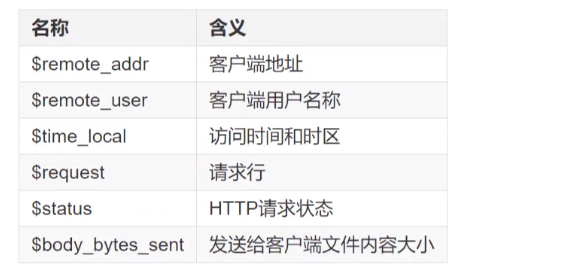 名称 含义
$remote_addr 客户端地址
$remote_user 客户端用户名称
$time_local 访问时间和时区
$request 请求行
$status HTTP请求状态
$body_bytes_sent 发送给客户端文件内容大小